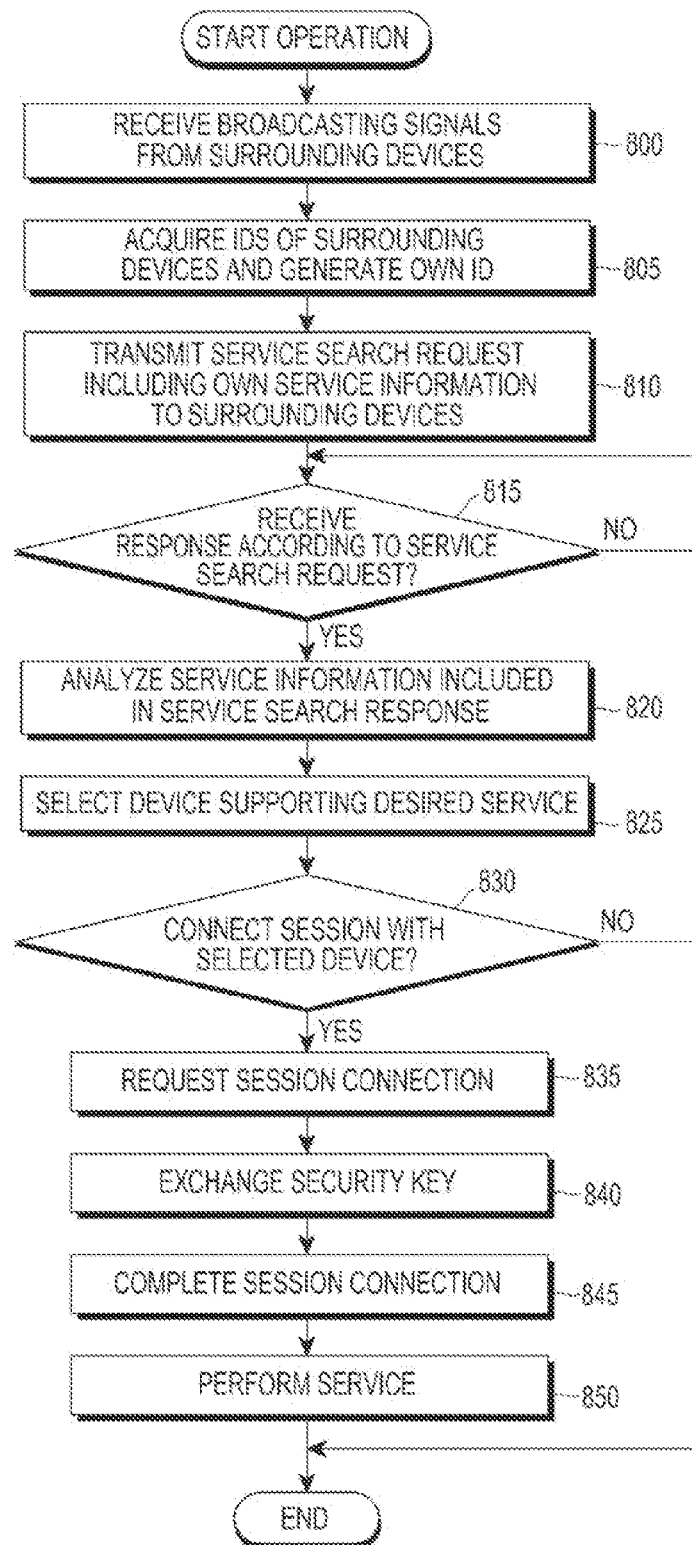 START OPERATION
RECEIVE BROADCASTING SIGNALS
FROM SURROUNDING DEVICES
800
ACQUIRE IDS OF SURROUNDING
DEVICES AND GENERATE OWN ID
805
TRANSMIT SERVICE SEARCH REQUEST
INCLUDING OWN SERVICE INFORMATION
TO SURROUNDING DEVICES
810
815
RECEIVE
RESPONSE ACCORDING TO SERVICE
SEARCH REQUEST?
NO
YES
ANALYZE SERVICE INFORMATION INCLUDED
IN SERVICE SEARCH RESPONSE
820
SELECT DEVICE SUPPORTING DESIRED SERVICE
825
830
CONNECT SESSION WITH
SELECTED DEVICE?
NO
YES
REQUEST SESSION CONNECTION
835
EXCHANGE SECURITY KEY
840
COMPLETE SESSION CONNECTION
845
PERFORM SERVICE
850
END